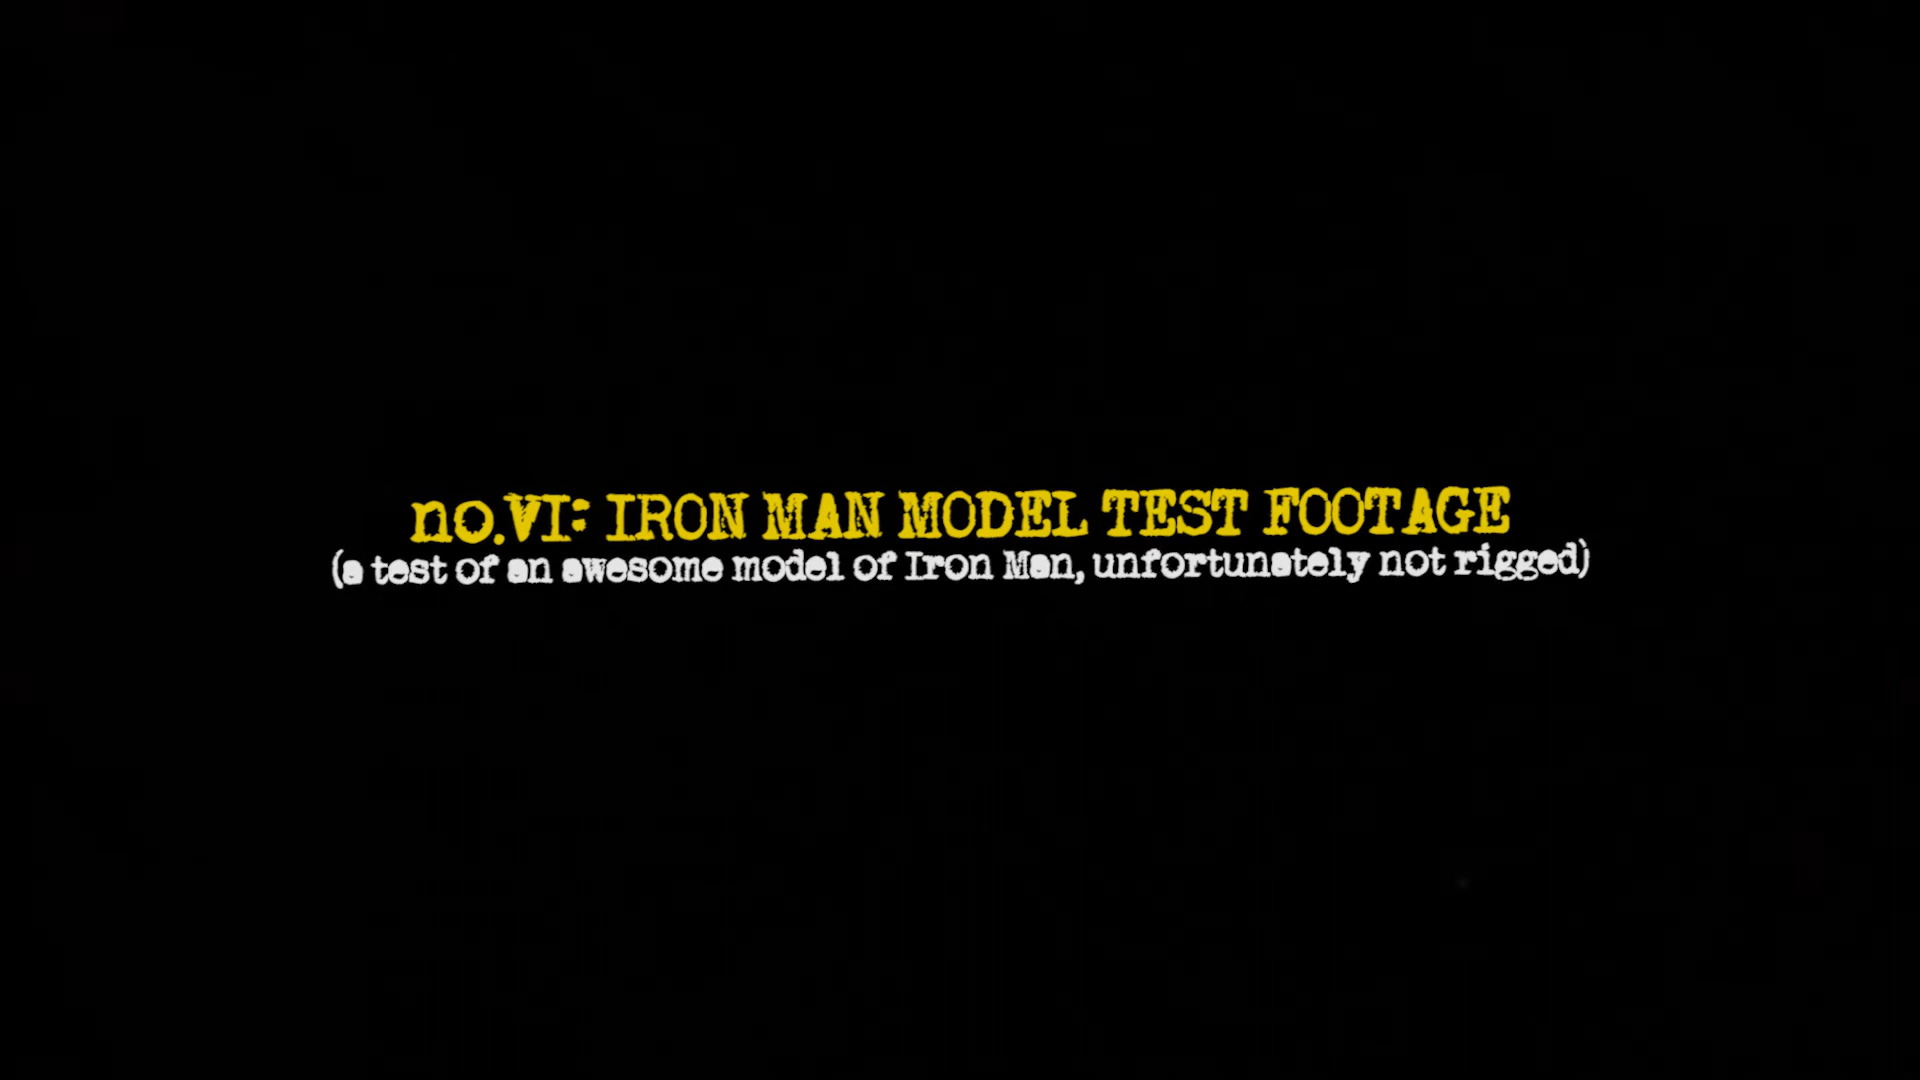 no.VI: IRON MAN MODEL TEST FOOTAGE
(a test of an awesome model of Iron Man, unfortunately not rigged)